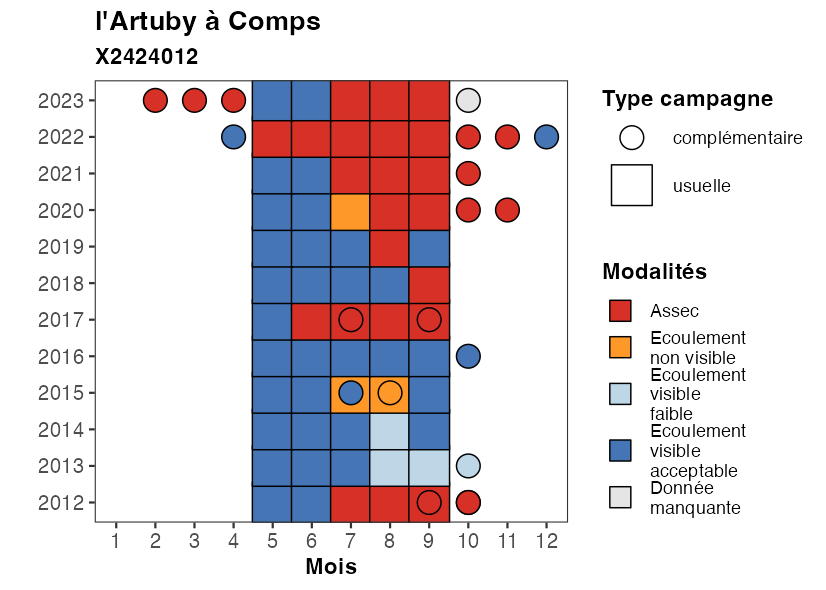 l'Artuby à Comps
X2424012
2023
2022
2021
2020
2019
2018
2017
2016
2015
2014
2013
2012
1 2 3 4 5 6 7 8 9 10 11 12
Mois
Type campagne
complémentaire
usuelle
Modalités
Assec
Ecoulement
non visible
Ecoulement
visible
faible
Ecoulement
visible
acceptable
Donnée
manquante